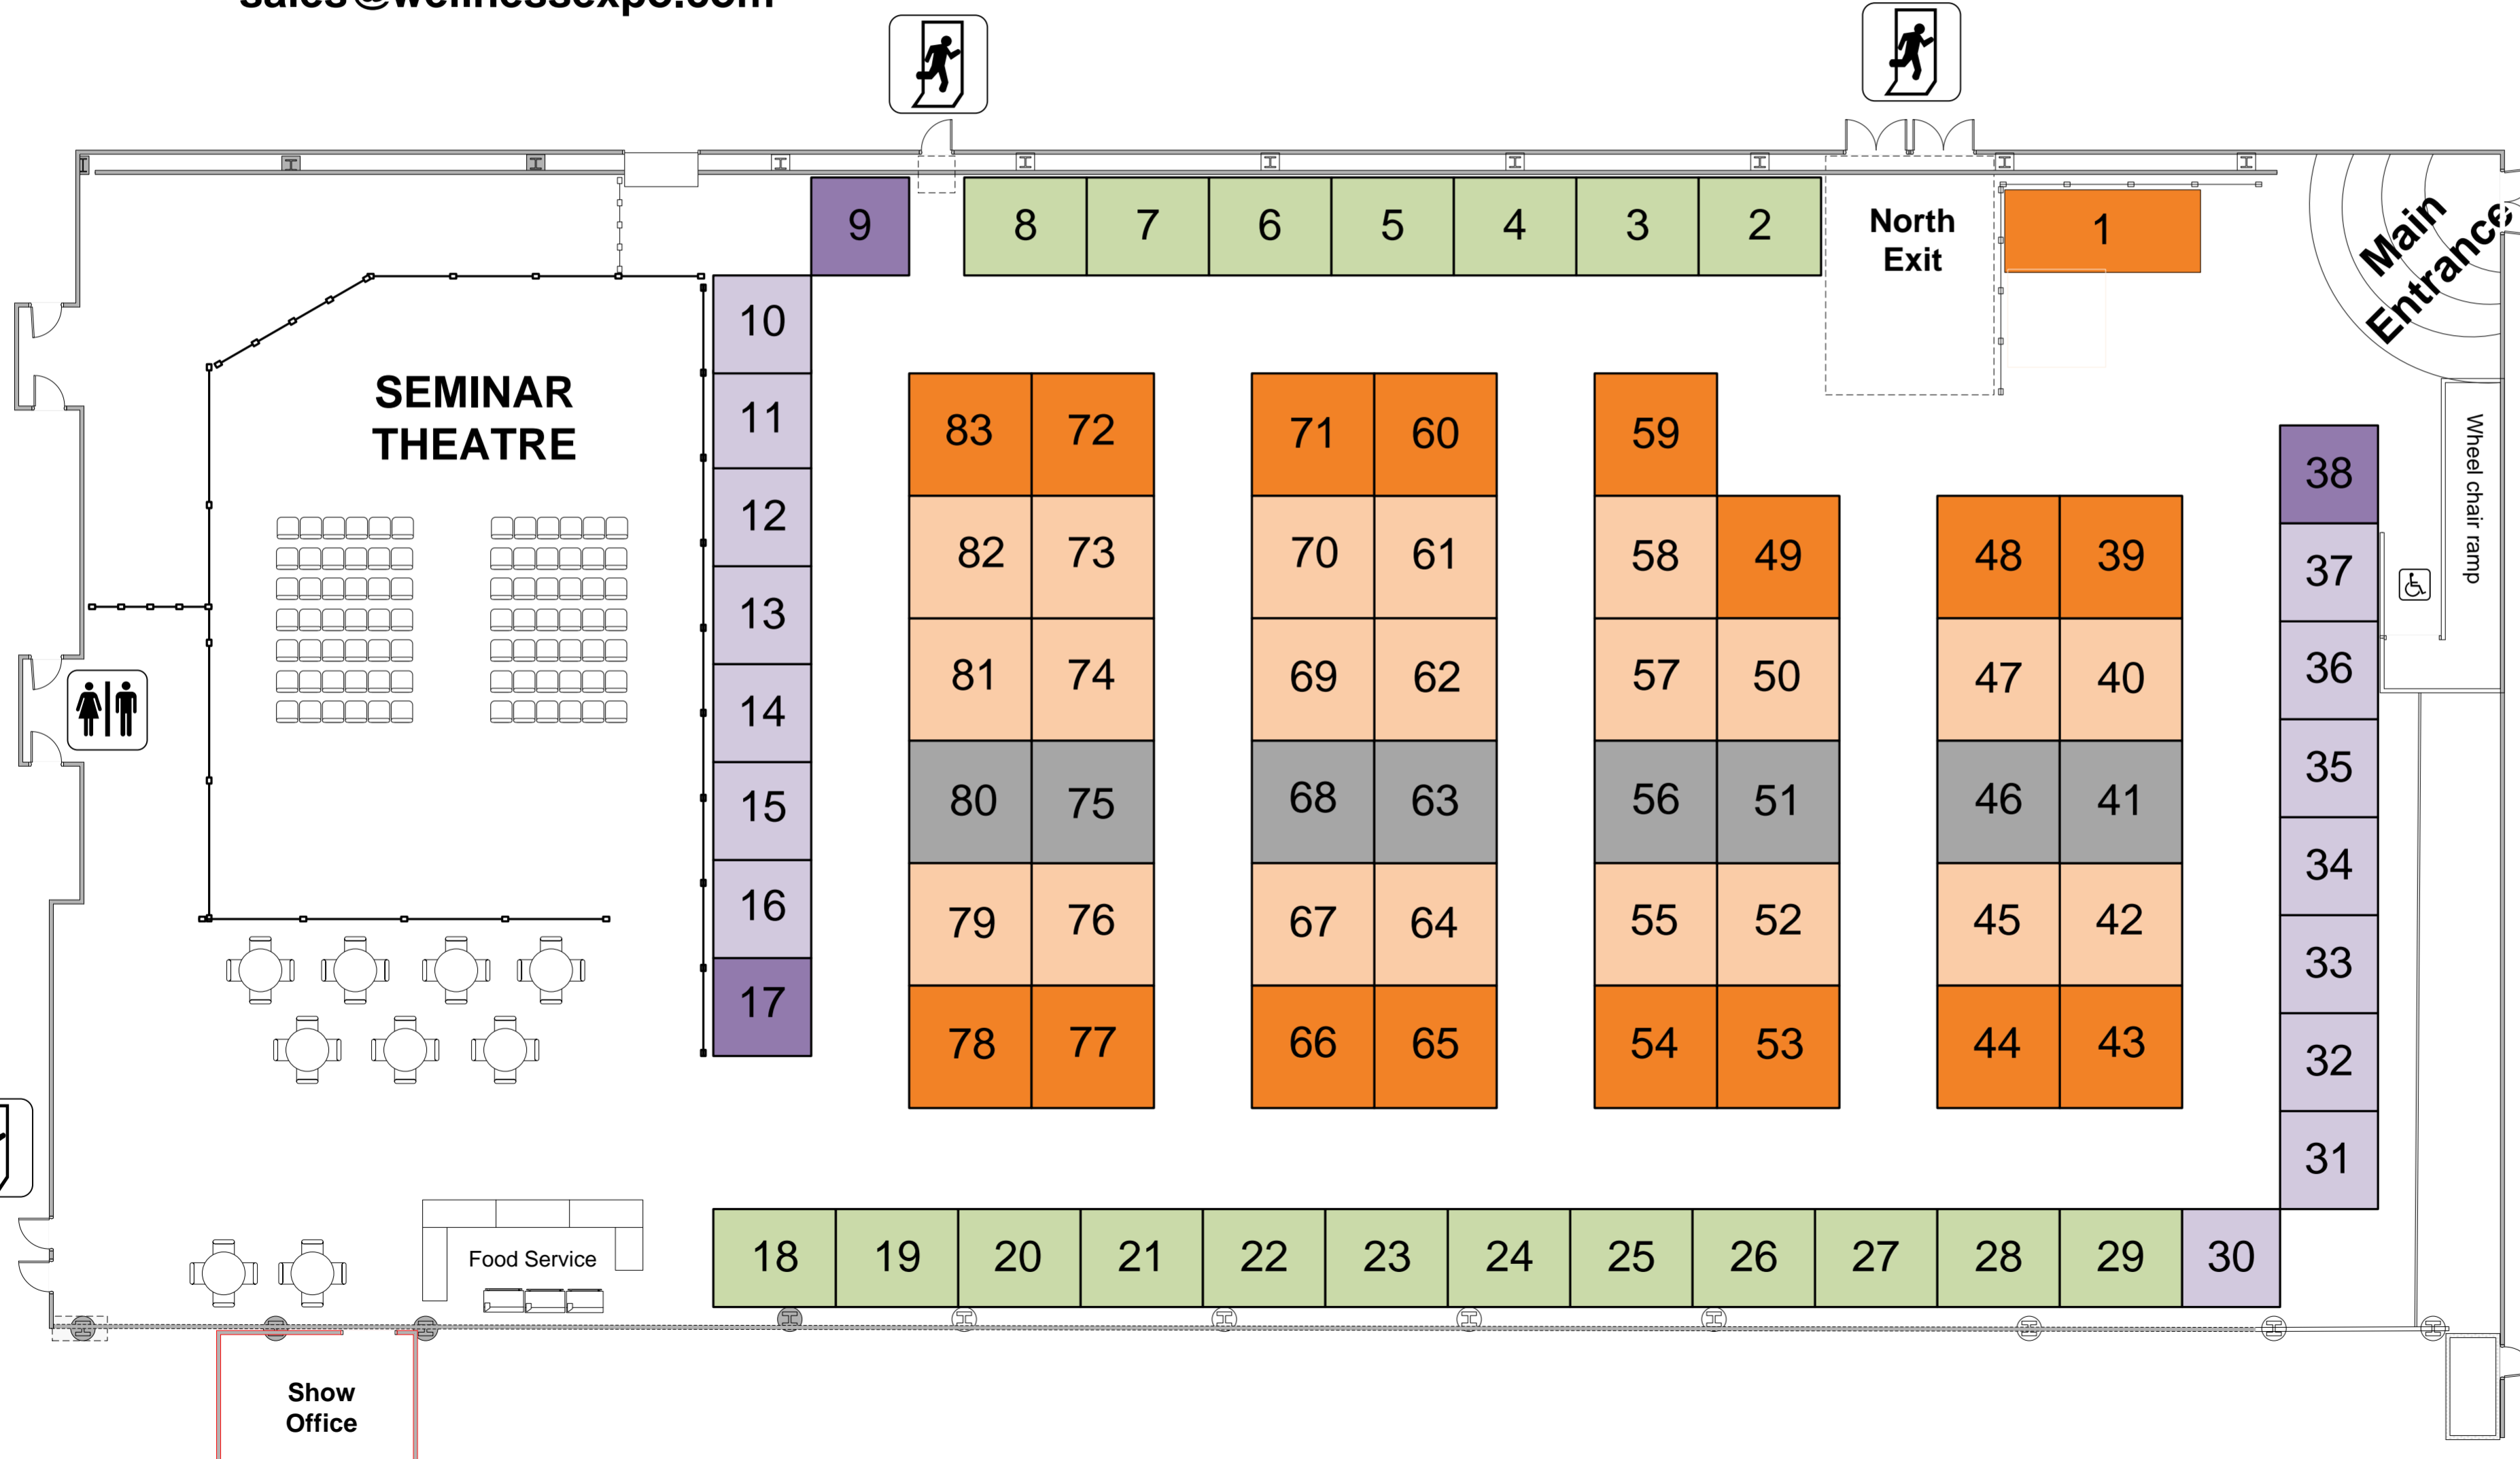 sales@wellnessexpo.com
9
8 7 6 5 4 3 2
North
Exit
1
Main
Entrance
SEMINAR
THEATRE
10
11
12
13
14
15
16
17
83 72 71 60 59
82 73 70 61 58 49 48 39
81 74 69 62 57 50 47 40
80 75 68 63 56 51 46 41
79 76 67 64 55 52 45 42
78 77 66 65 54 53 44 43
38
37
36
35
34
33
32
31
Wheel chair ramp
Food Service
18 19 20 21 22 23 24 25 26 27 28 29 30
Show
Office